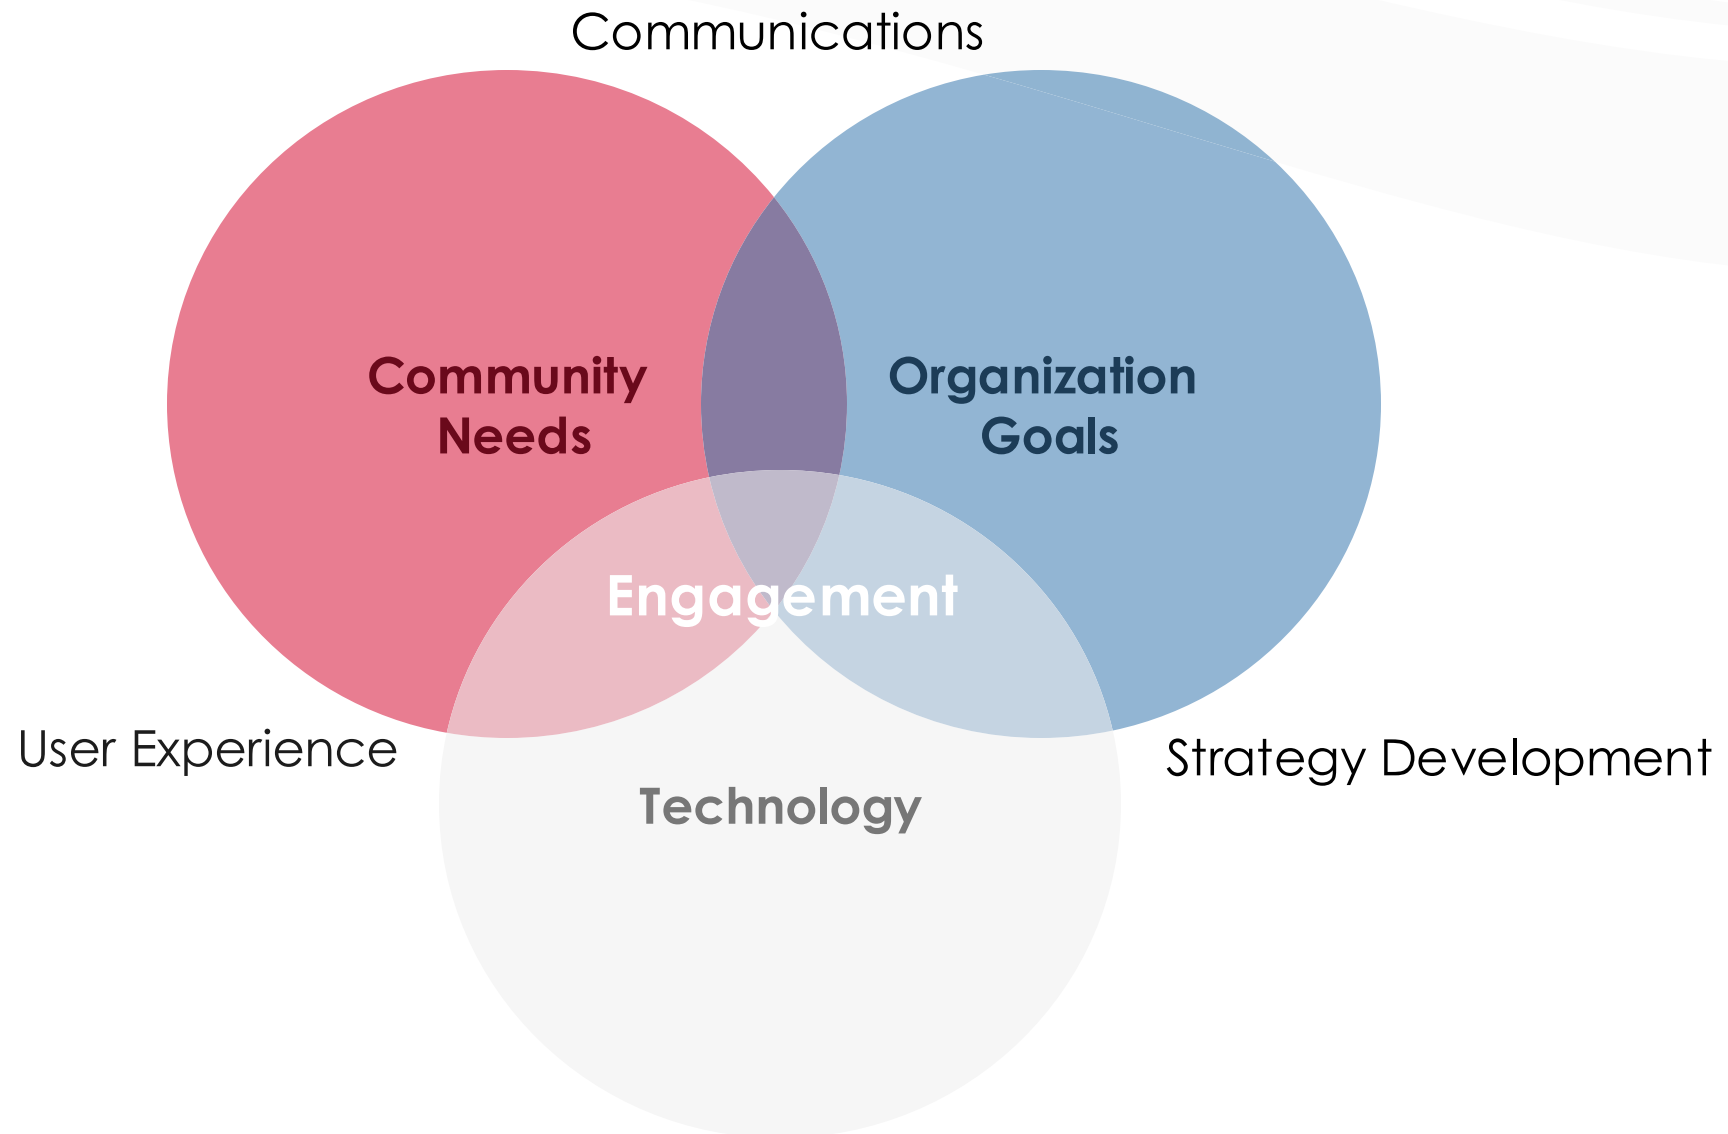 Communications
Community
Needs
Organization
Goals
Engagement
User Experience
Strategy Development
Technology